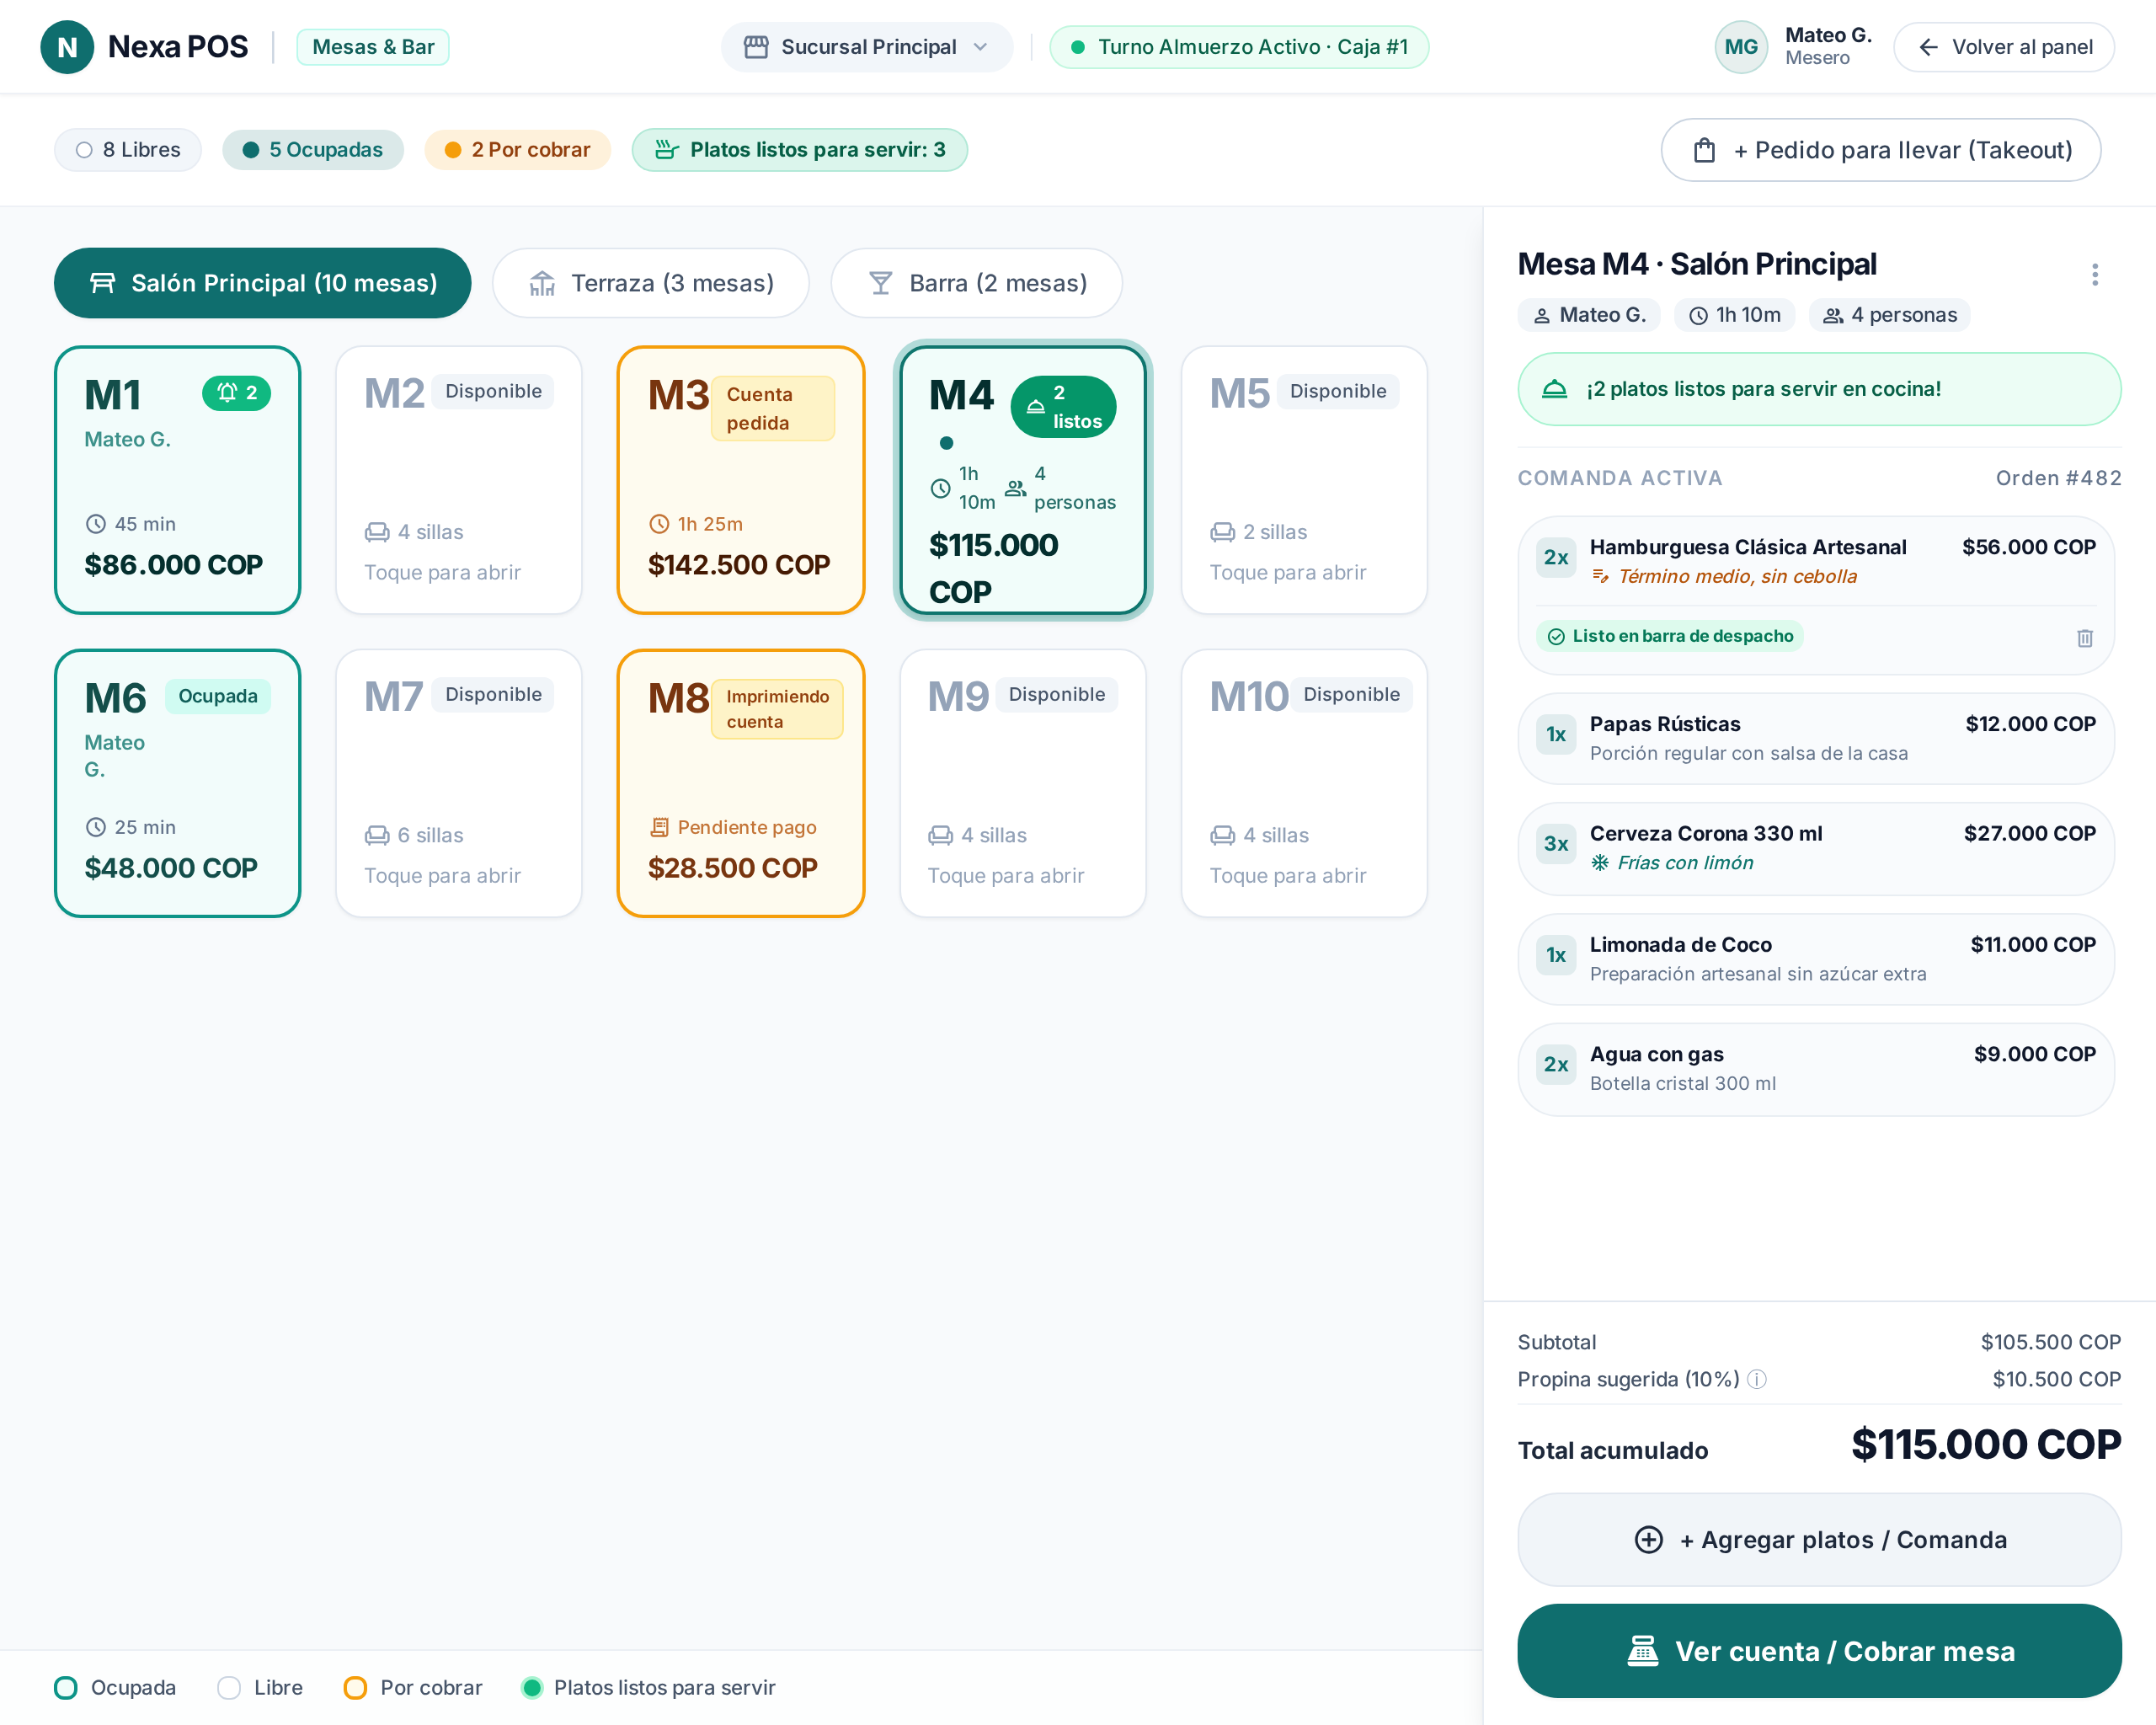 N Nexa POS
Mesas & Bar
Sucursal Principal
Turno Almuerzo Activo · Caja #1
MG
Mateo G.
Mesero
Volver al panel
8 Libres
5 Ocupadas
2 Por cobrar
Platos listos para servir: 3
+ Pedido para llevar (Takeout)
Salón Principal (10 mesas)
Terraza (3 mesas)
Barra (2 mesas)
M1
2
Mateo G.
45 min
$86.000 COP
M2
Disponible
4 sillas
Toque para abrir
M3
Cuenta
pedida
1h 25m
$142.500 COP
M4
2
listos
1h
10m
4
personas
$115.000
COP
M5
Disponible
2 sillas
Toque para abrir
M6
Ocupada
Mateo
G.
25 min
$48.000 COP
M7
Disponible
6 sillas
Toque para abrir
M8
Imprimiendo
cuenta
Pendiente pago
$28.500 COP
M9
Disponible
4 sillas
Toque para abrir
M10
Disponible
4 sillas
Toque para abrir
Ocupada
Libre
Por cobrar
Platos listos para servir
Mesa M4 · Salón Principal
Mateo G.
1h 10m
4 personas
¡2 platos listos para servir en cocina!
COMANDA ACTIVA
Orden #482
2x
Hamburguesa Clásica Artesanal
$56.000 COP
Término medio, sin cebolla
Listo en barra de despacho
1x
Papas Rústicas
$12.000 COP
Porción regular con salsa de la casa
3x
Cerveza Corona 330 ml
$27.000 COP
Frías con limón
1x
Limonada de Coco
$11.000 COP
Preparación artesanal sin azúcar extra
2x
Agua con gas
$9.000 COP
Botella cristal 300 ml
Subtotal
$105.500 COP
Propina sugerida (10%)
$10.500 COP
Total acumulado
$115.000 COP
+ Agregar platos / Comanda
Ver cuenta / Cobrar mesa